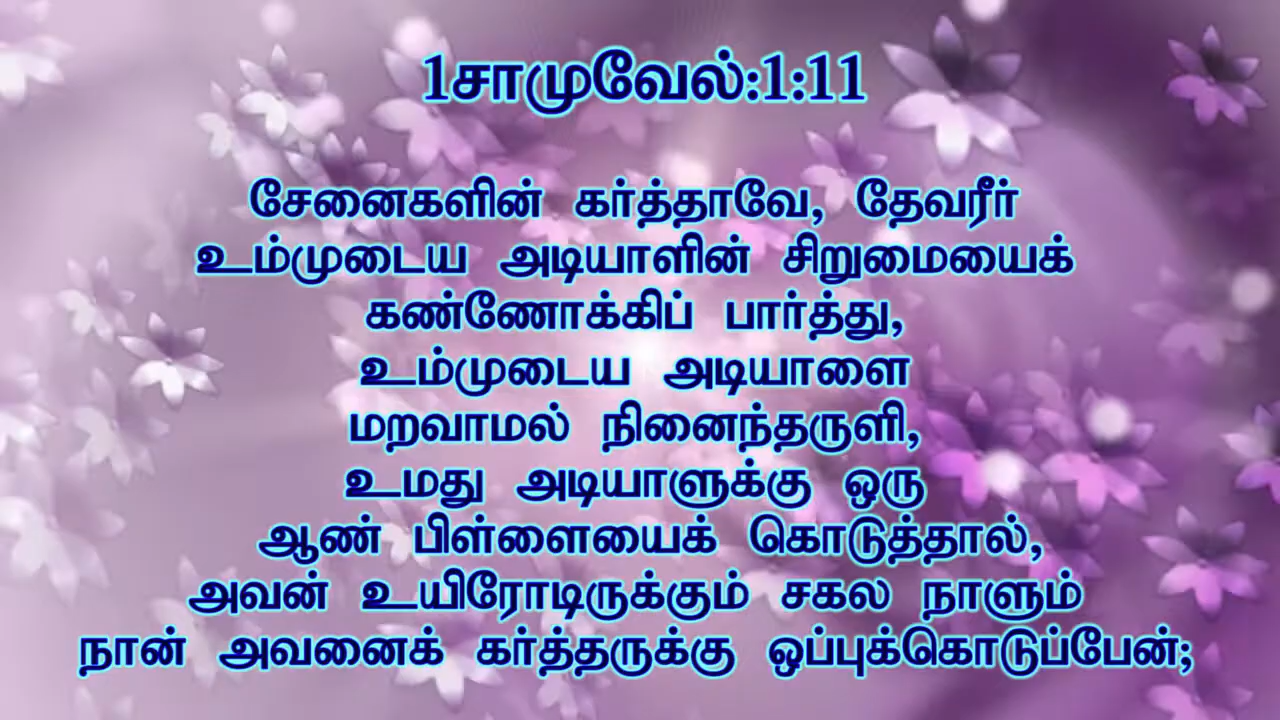 1சாமுவேல்:1:11
சேனைகளின் கர்த்தாவே, தேவரீர்
உம்முடைய அடியாளின் சிறுமையைக்
கண்ணோக்கிப் பார்த்து,
உம்முடைய அடியாளை
மறவாமல் நினைந்தருளி,
உமது அடியாளுக்கு ஒரு
ஆண் பிள்ளையைக் கொடுத்தால்,
அவன் உயிரோடிருக்கும் சகல நாளும்
நான் அவனைக் கர்த்தருக்கு ஒப்புக்கொடுப்பேன்;